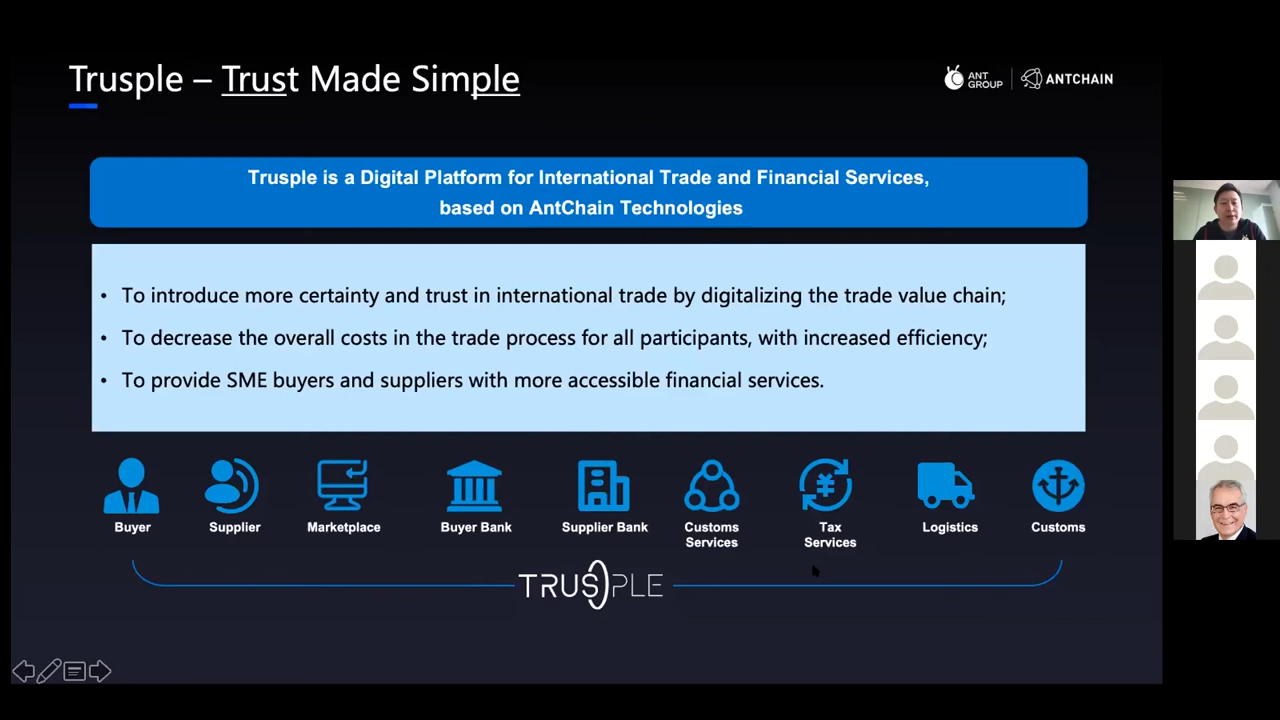 Trusple – Trust Made Simple
ANT GROUP
ANTCHAIN
Trusple is a Digital Platform for International Trade and Financial Services,
based on AntChain Technologies
• To introduce more certainty and trust in international trade by digitalizing the trade value chain;
• To decrease the overall costs in the trade process for all participants, with increased efficiency;
• To provide SME buyers and suppliers with more accessible financial services.
Buyer
Supplier
Marketplace
Buyer Bank
Supplier Bank
Customs
Services
Tax
Services
Logistics
Customs
TRUSPLE